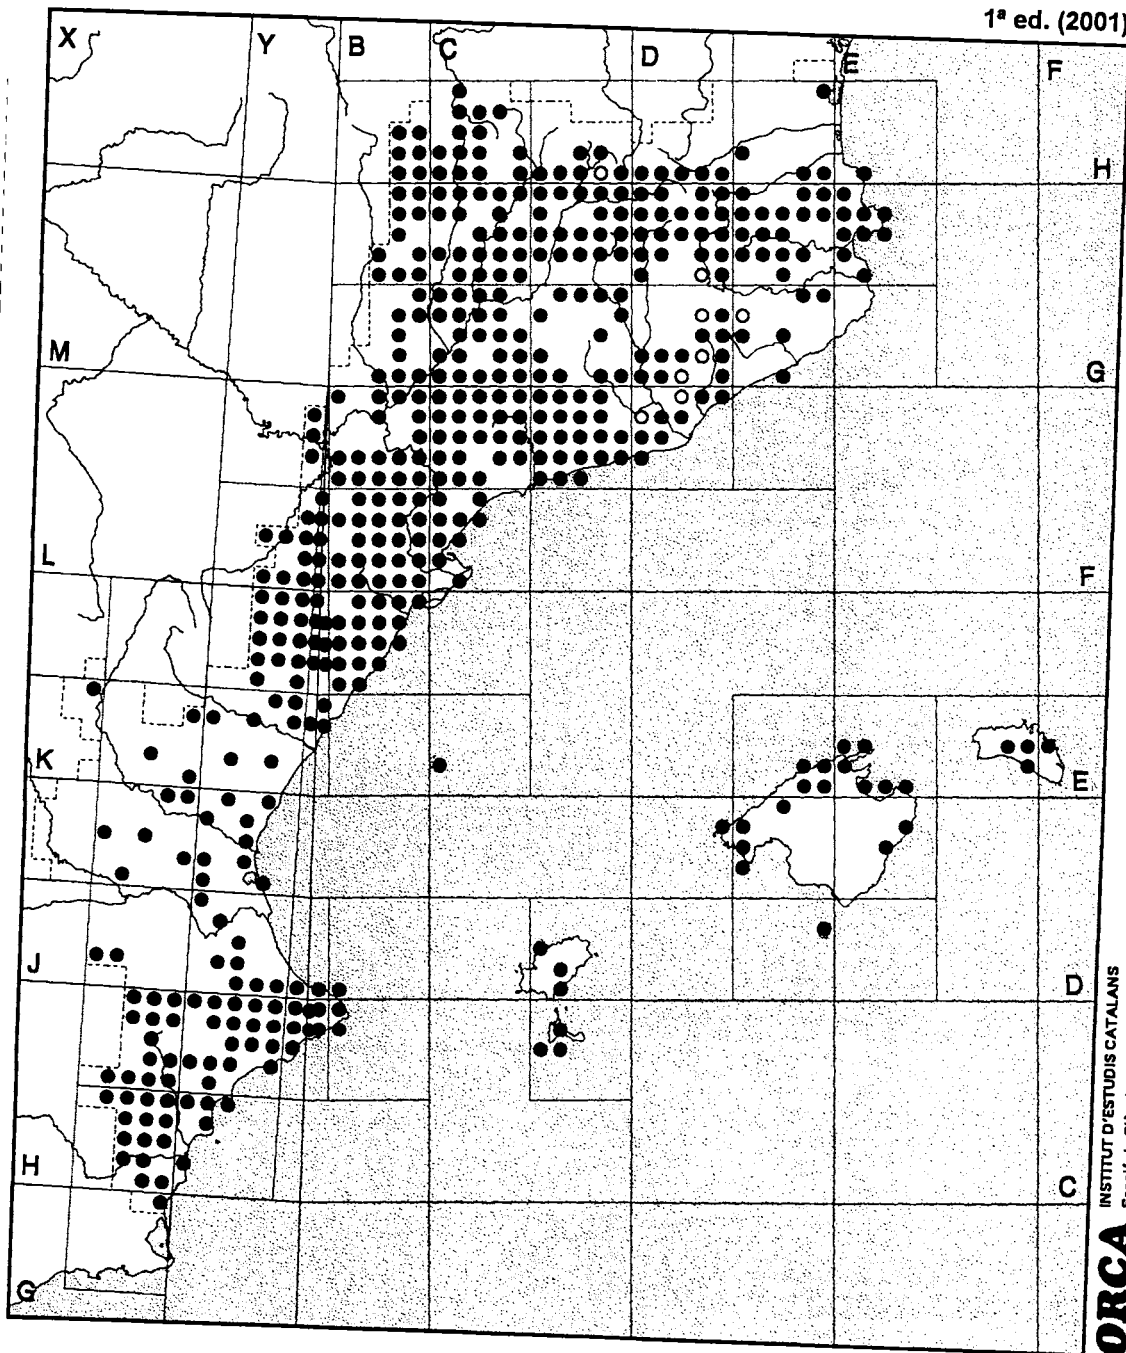 1ª ed. (2001)
X Y B C D E F
H
M G
L F
K E
J D
H C
G
ORCA
INSTITUT D'ESTUDIS CATALANS